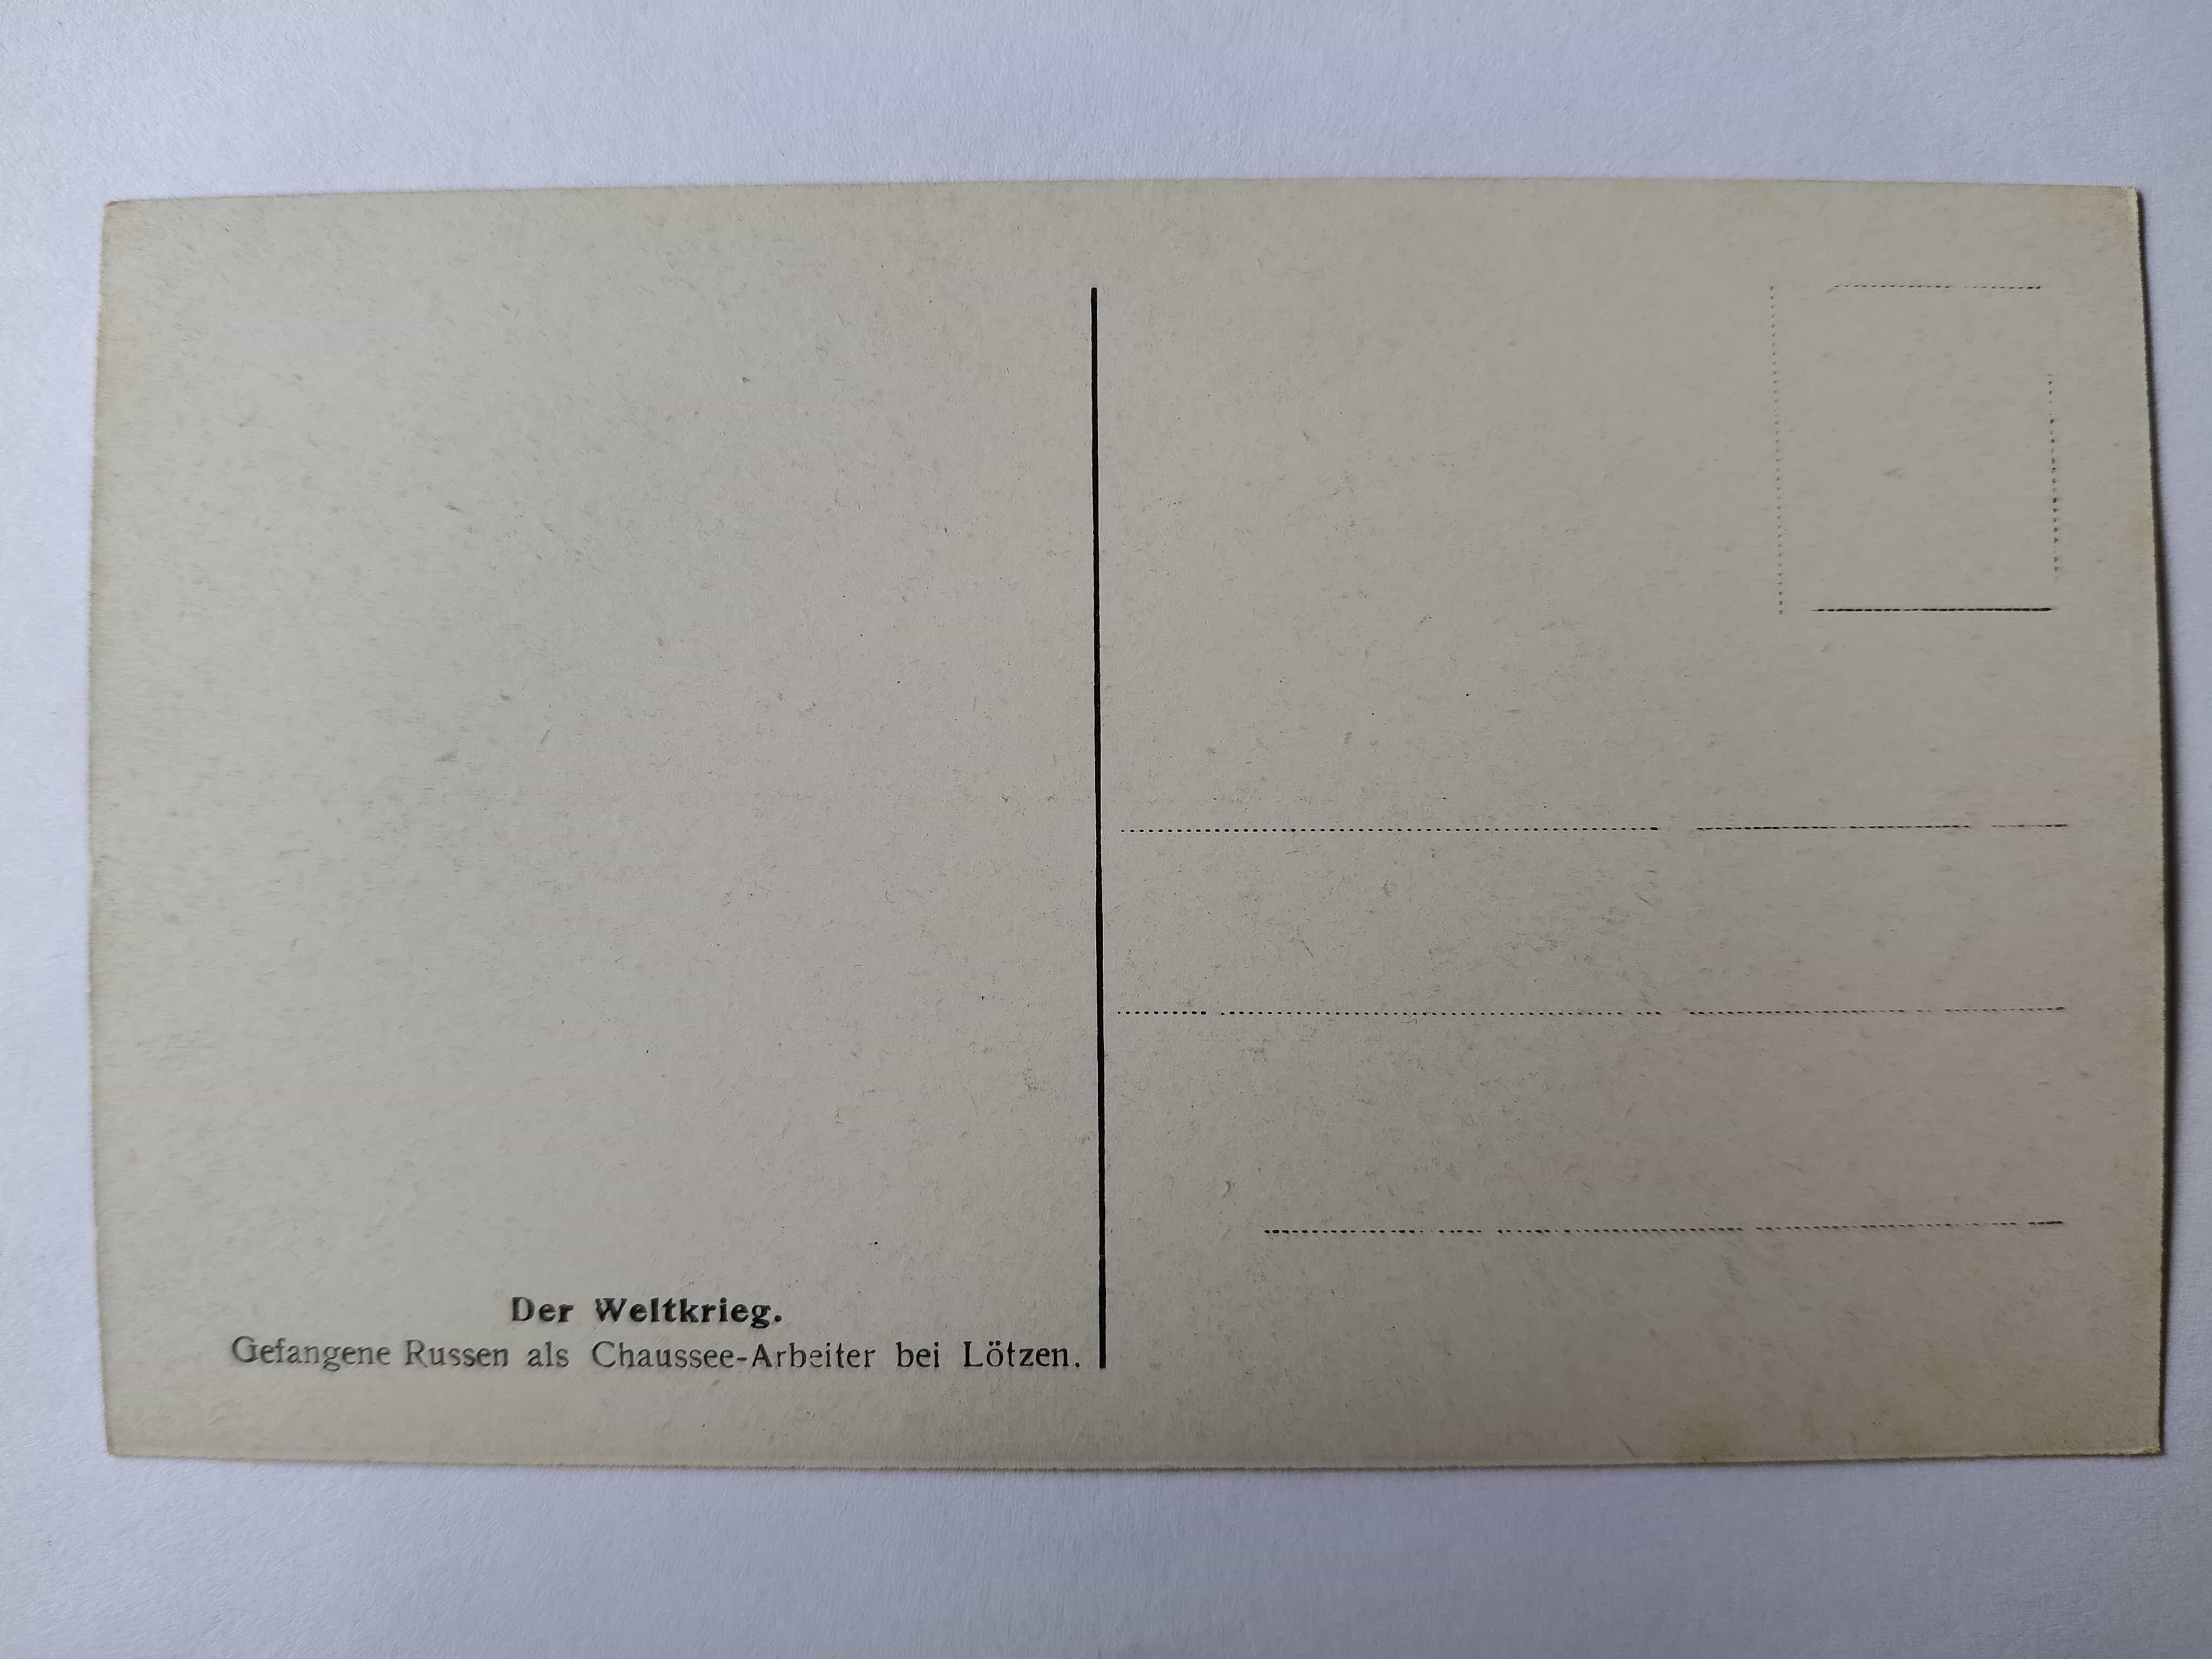 Der Weltkrieg.
Gefangene Russen als Chaussee-Arbeiter bei Lötzen.